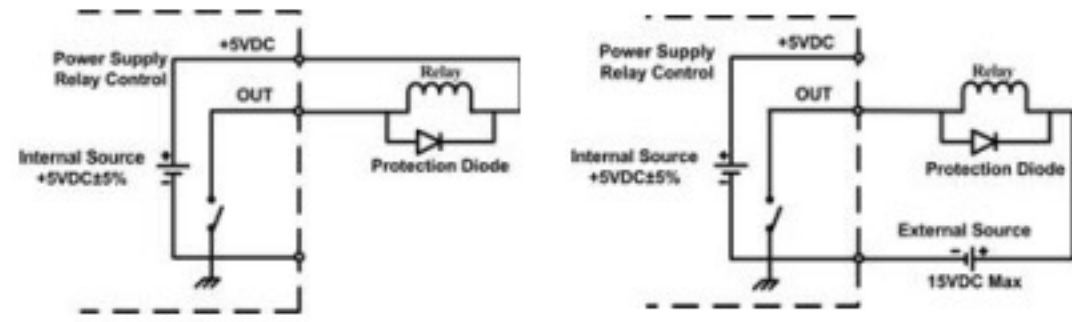 +5VDC
Power Supply
Relay Control
Relay
OUT
Protection Diode
Internal Source
+5VDC±5%
+
-
+5VDC
Power Supply
Relay Control
Relay
OUT
Protection Diode
Internal Source
+5VDC±5%
+
-
External Source
- +
15VDC Max